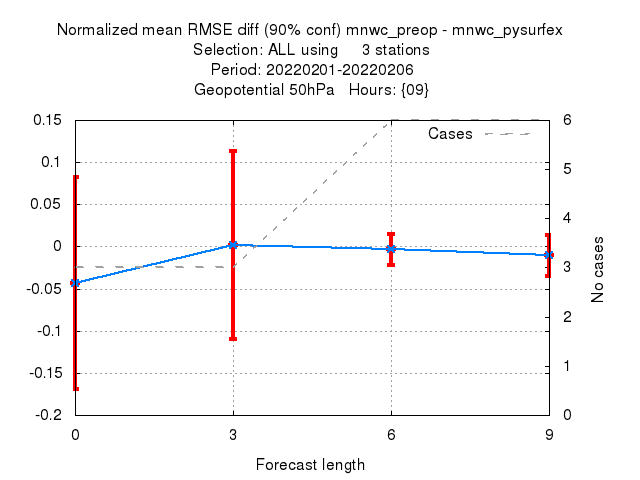 Normalized mean RMSE diff (90% conf) mnwc_preop - mnwc_pysurfex
Selection: ALL using 3 stations
Period: 20220201-20220206
Geopotential 50hPa Hours: {09}
Cases
0.15
0.1
0.05
0
-0.05
-0.1
-0.15
-0.2
6
5
4
3
2
1
0
No cases
0 3 6 9
Forecast length